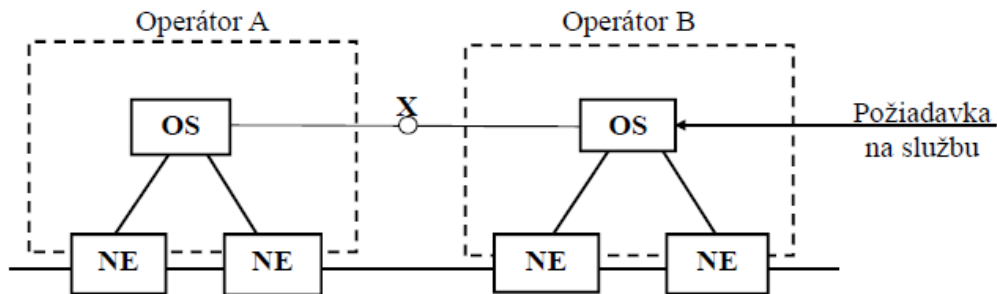 Operátor A
Operátor B
X
OS
OS
Požiadavka
na službu
NE
NE
NE
NE